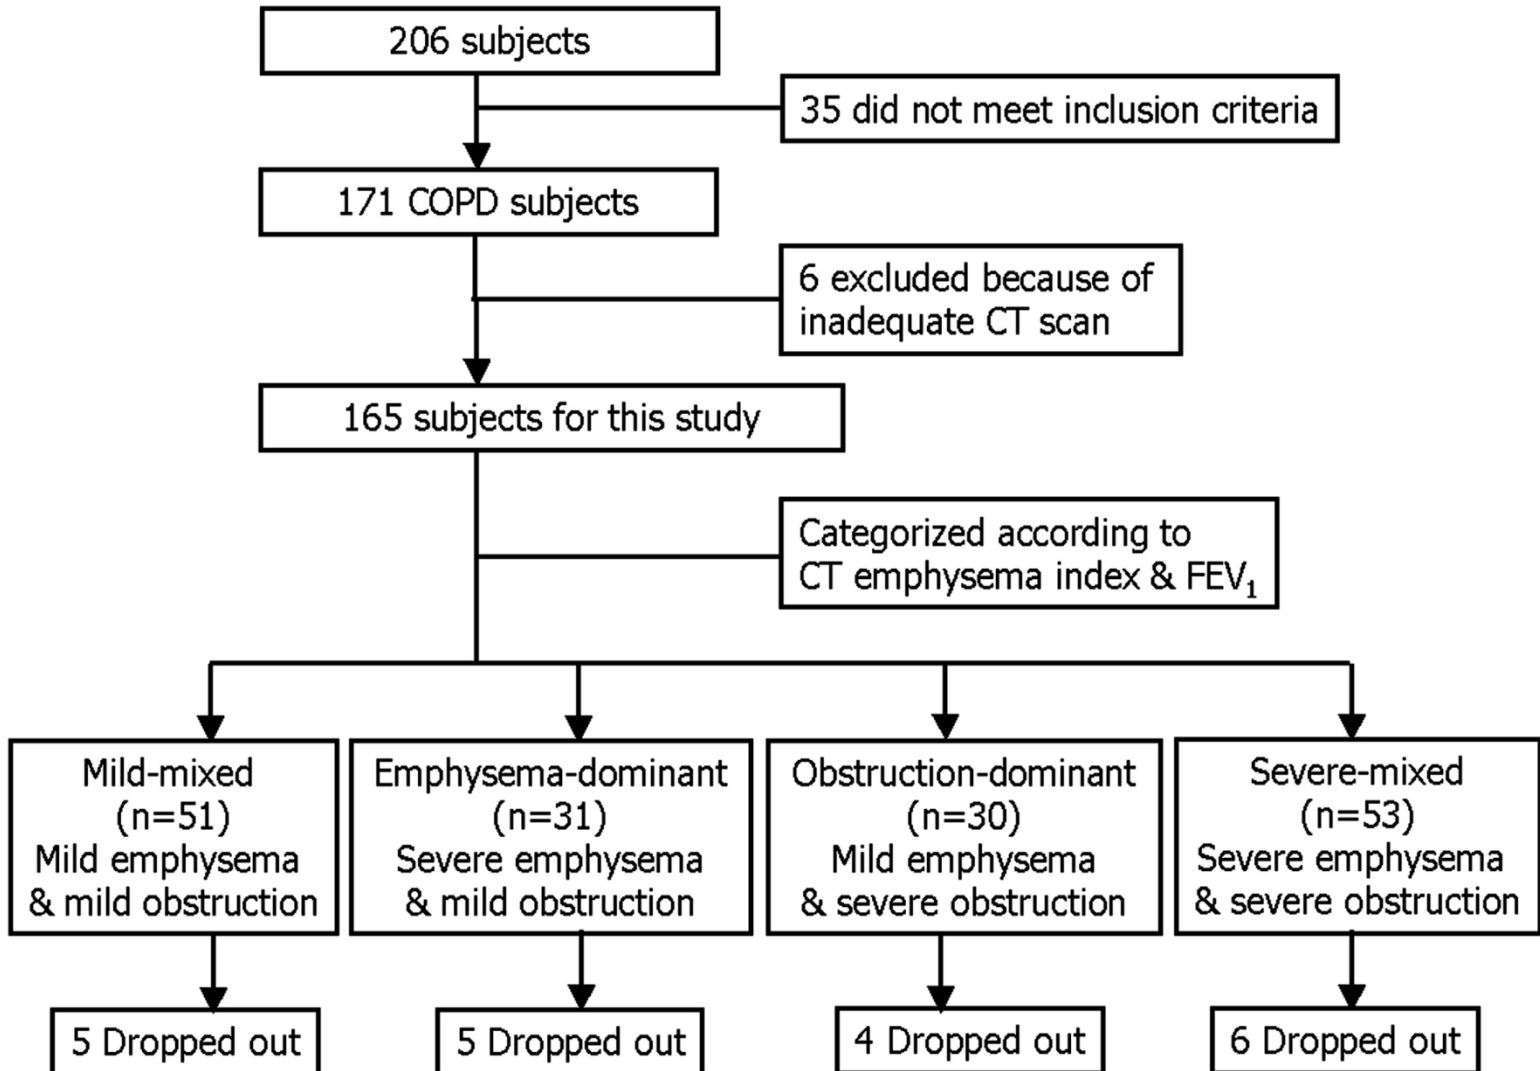 206 subjects
35 did not meet inclusion criteria
171 COPD subjects
6 excluded because of
inadequate CT scan
165 subjects for this study
Categorized according to
CT emphysema index & FEV₁
Mild-mixed
(n=51)
Mild emphysema
& mild obstruction
Emphysema-dominant
(n=31)
Severe emphysema
& mild obstruction
Obstruction-dominant
(n=30)
Mild emphysema
& severe obstruction
Severe-mixed
(n=53)
Severe emphysema
& severe obstruction
5 Dropped out
5 Dropped out
4 Dropped out
6 Dropped out